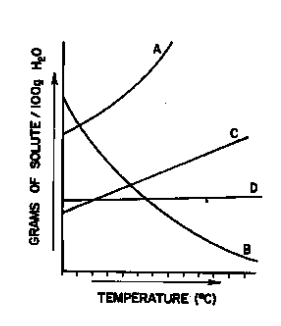 A
C
D
B
GRAMS OF SOLUTE/100g H₂O
TEMPERATURE (°C)